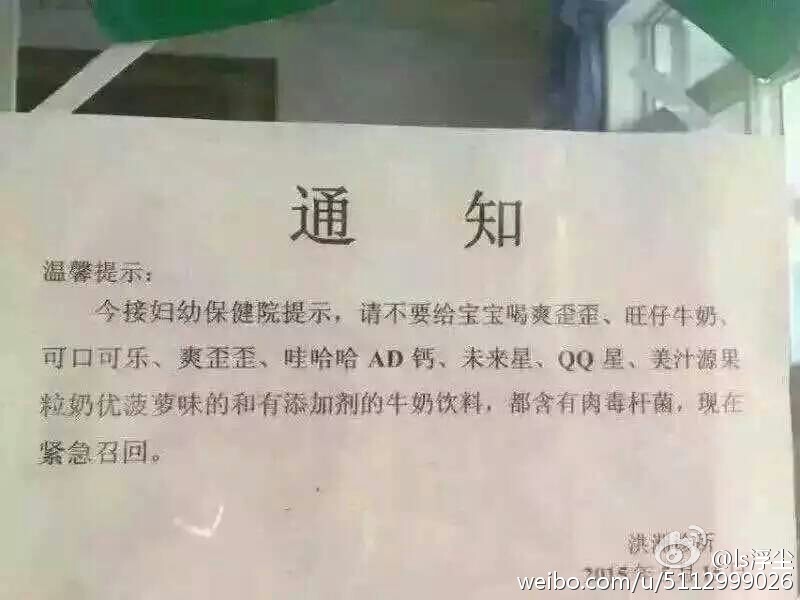 通 知
温馨提示：
今接妇幼保健院提示，请不要给宝宝喝爽歪歪、旺仔牛奶、
可口可乐、爽歪歪、哇哈哈 AD 钙、未来星、QQ 星、美汁源果
粒奶优菠萝味的和有添加剂的牛奶饮料，都含有肉毒杆菌，现在
紧急召回。
洪湖
@ls浮尘
2015 年
weibo.com/u/5112999026